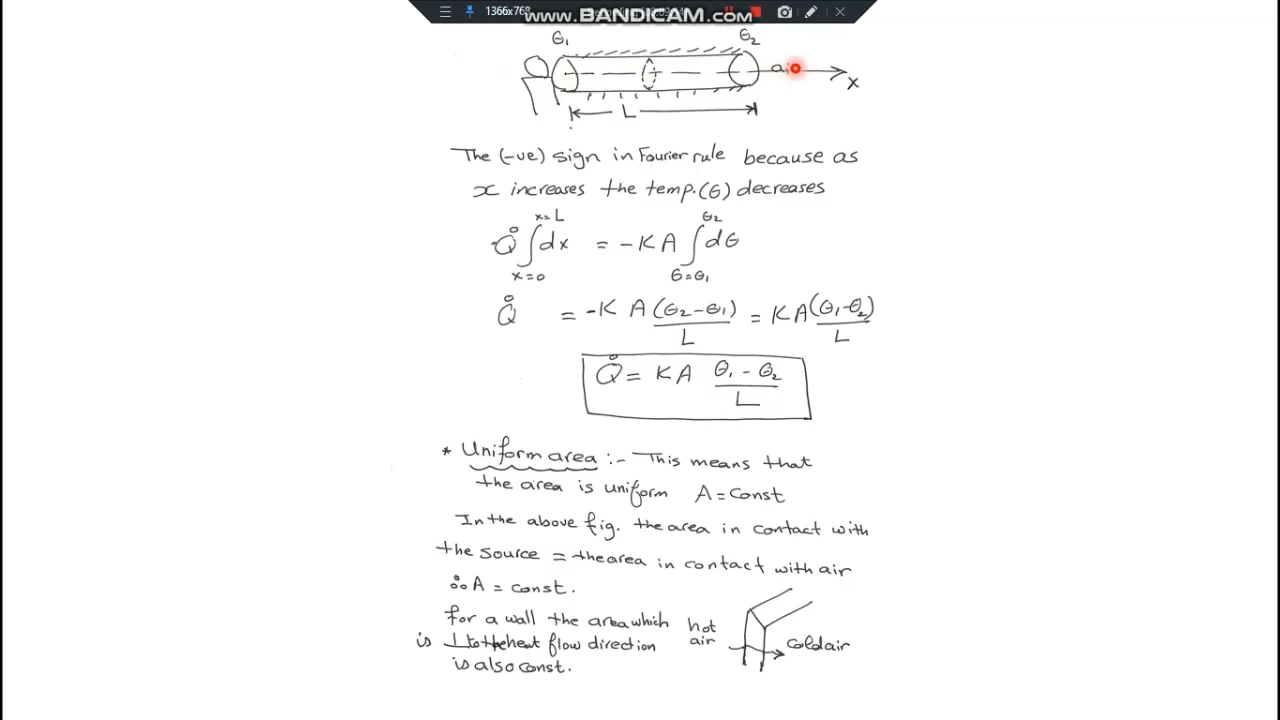 1366x768
www.BANDICAM.com
θ₁ θ₂
ai
x
L
The (-ve) sign in Fourier rule because as
x increases the temp.(θ) decreases
Q̊ ∫_{x=0}^{x=L} dx = -KA ∫_{θ=θ₁}^{θ₂} dθ
Q̊ = -K A (θ₂-θ₁)/L = KA (θ₁-θ₂)/L
Q̊ = KA (θ₁ - θ₂)/L
* Uniform area :- This means that
the area is uniform A = Const
In the above fig. the area in contact with
the source = the area in contact with air
∴ A = const.
for a wall the area which
is ⊥ to the heat flow direction
is also const.
hot
air
cold air